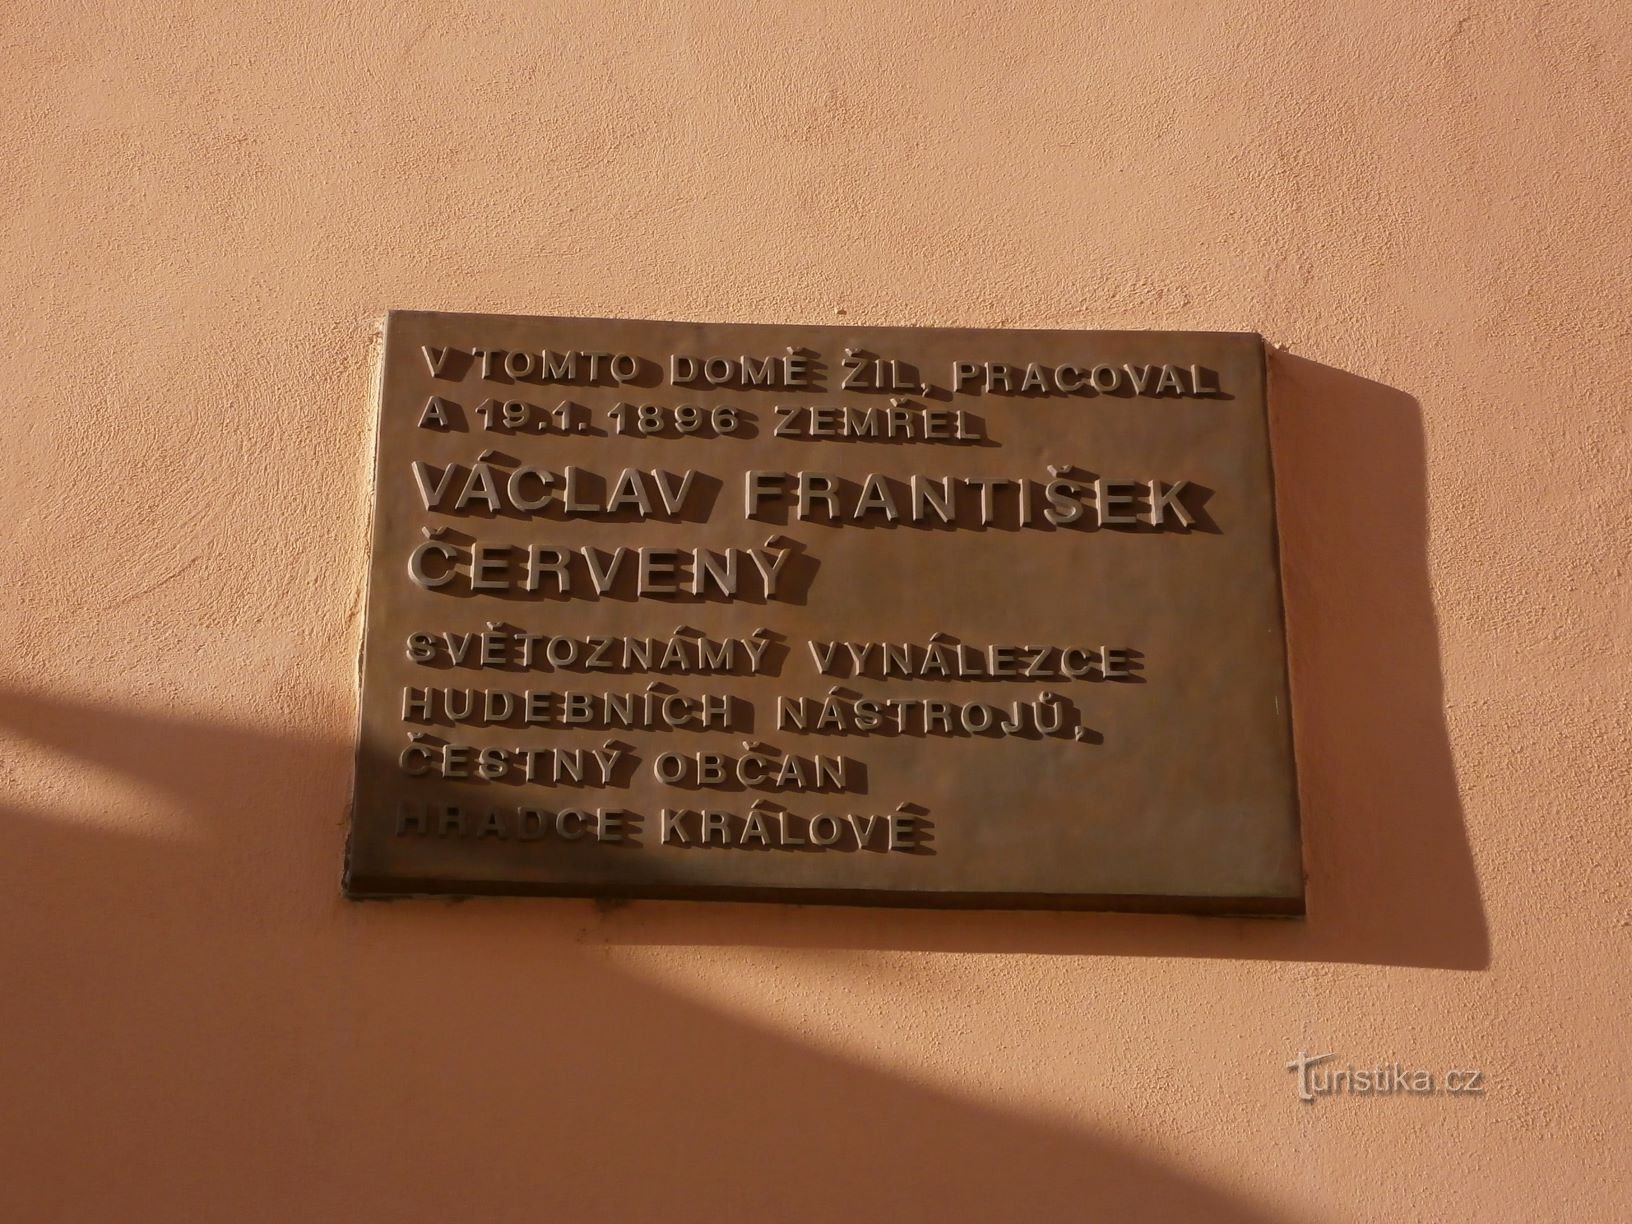 V TOMTO DOMĚ ŽIL, PRACOVAL
A 19.1. 1896 ZEMŘEL
VÁCLAV FRANTIŠEK
ČERVENÝ
SVĚTOZNÁMÝ VYNÁLEZCE
HUDEBNÍCH NÁSTROJŮ,
ČESTNÝ OBČAN
HRADCE KRÁLOVÉ
Turistika.cz